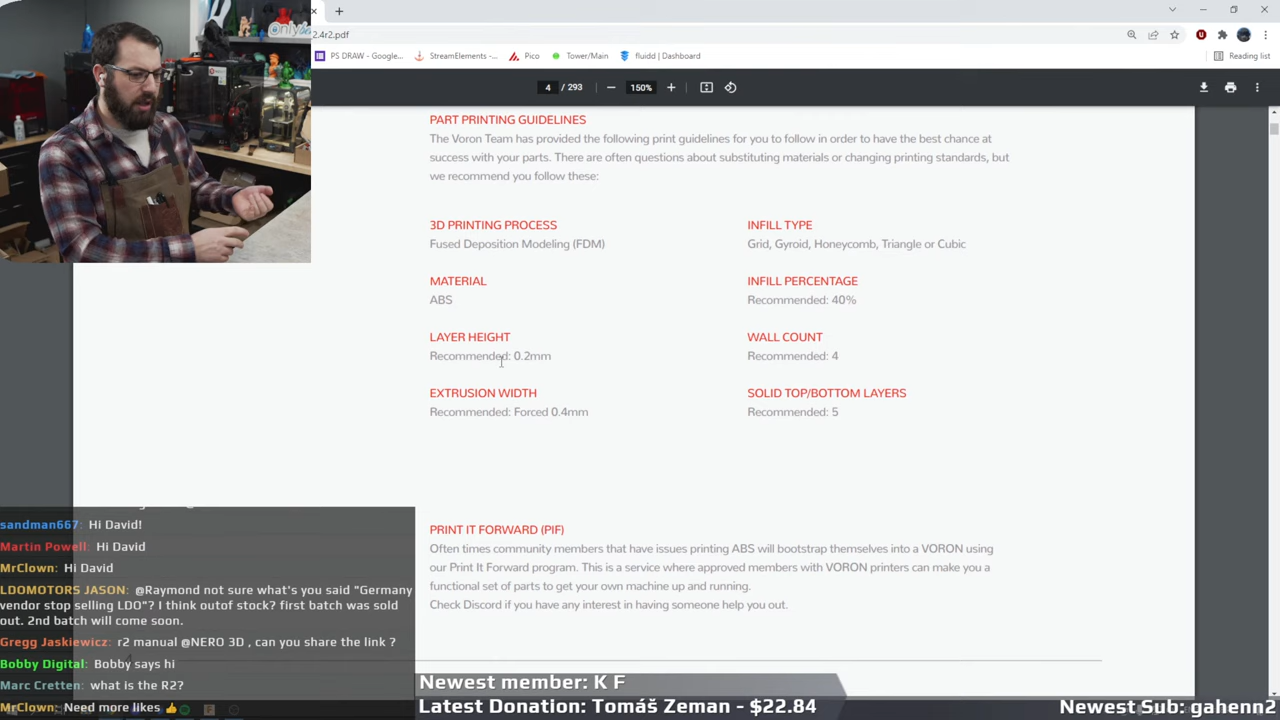 2.4r2.pdf
PS DRAW - Google...
StreamElements -...
Pico
Tower/Main
fluidd | Dashboard
Reading list
4 / 293
150%
PART PRINTING GUIDELINES
The Voron Team has provided the following print guidelines for you to follow in order to have the best chance at
success with your parts. There are often questions about substituting materials or changing printing standards, but
we recommend you follow these:
3D PRINTING PROCESS
Fused Deposition Modeling (FDM)
MATERIAL
ABS
LAYER HEIGHT
Recommended: 0.2mm
EXTRUSION WIDTH
Recommended: Forced 0.4mm
INFILL TYPE
Grid, Gyroid, Honeycomb, Triangle or Cubic
INFILL PERCENTAGE
Recommended: 40%
WALL COUNT
Recommended: 4
SOLID TOP/BOTTOM LAYERS
Recommended: 5
PRINT IT FORWARD (PIF)
Often times community members that have issues printing ABS will bootstrap themselves into a VORON using
our Print It Forward program. This is a service where approved members with VORON printers can make you a
functional set of parts to get your own machine up and running.
Check Discord if you have any interest in having someone help you out.
sandman667: Hi David!
Martin Powell: Hi David
MrClown: Hi David
LDOMOTORS JASON: @Raymond not sure what's you said "Germany
vendor stop selling LDO"? I think outof stock? first batch was sold
out. 2nd batch will come soon.
Gregg Jaskiewicz: r2 manual @NERO 3D , can you share the link ?
Bobby Digital: Bobby says hi
Marc Cretten: what is the R2?
MrClown: Need more likes 👍
Newest member: K F
Latest Donation: Tomáš Zeman - $22.84
Newest Sub: gahenn2